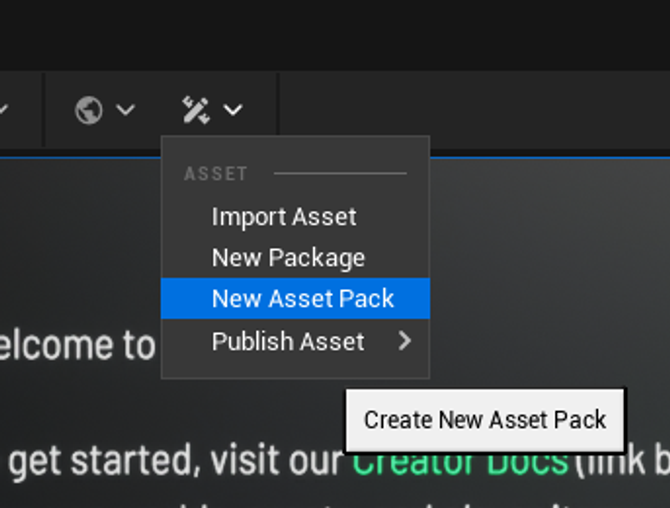 ASSET
Import Asset
New Package
New Asset Pack
Publish Asset
elcome to
Create New Asset Pack
get started, visit our Creator Docs (link b